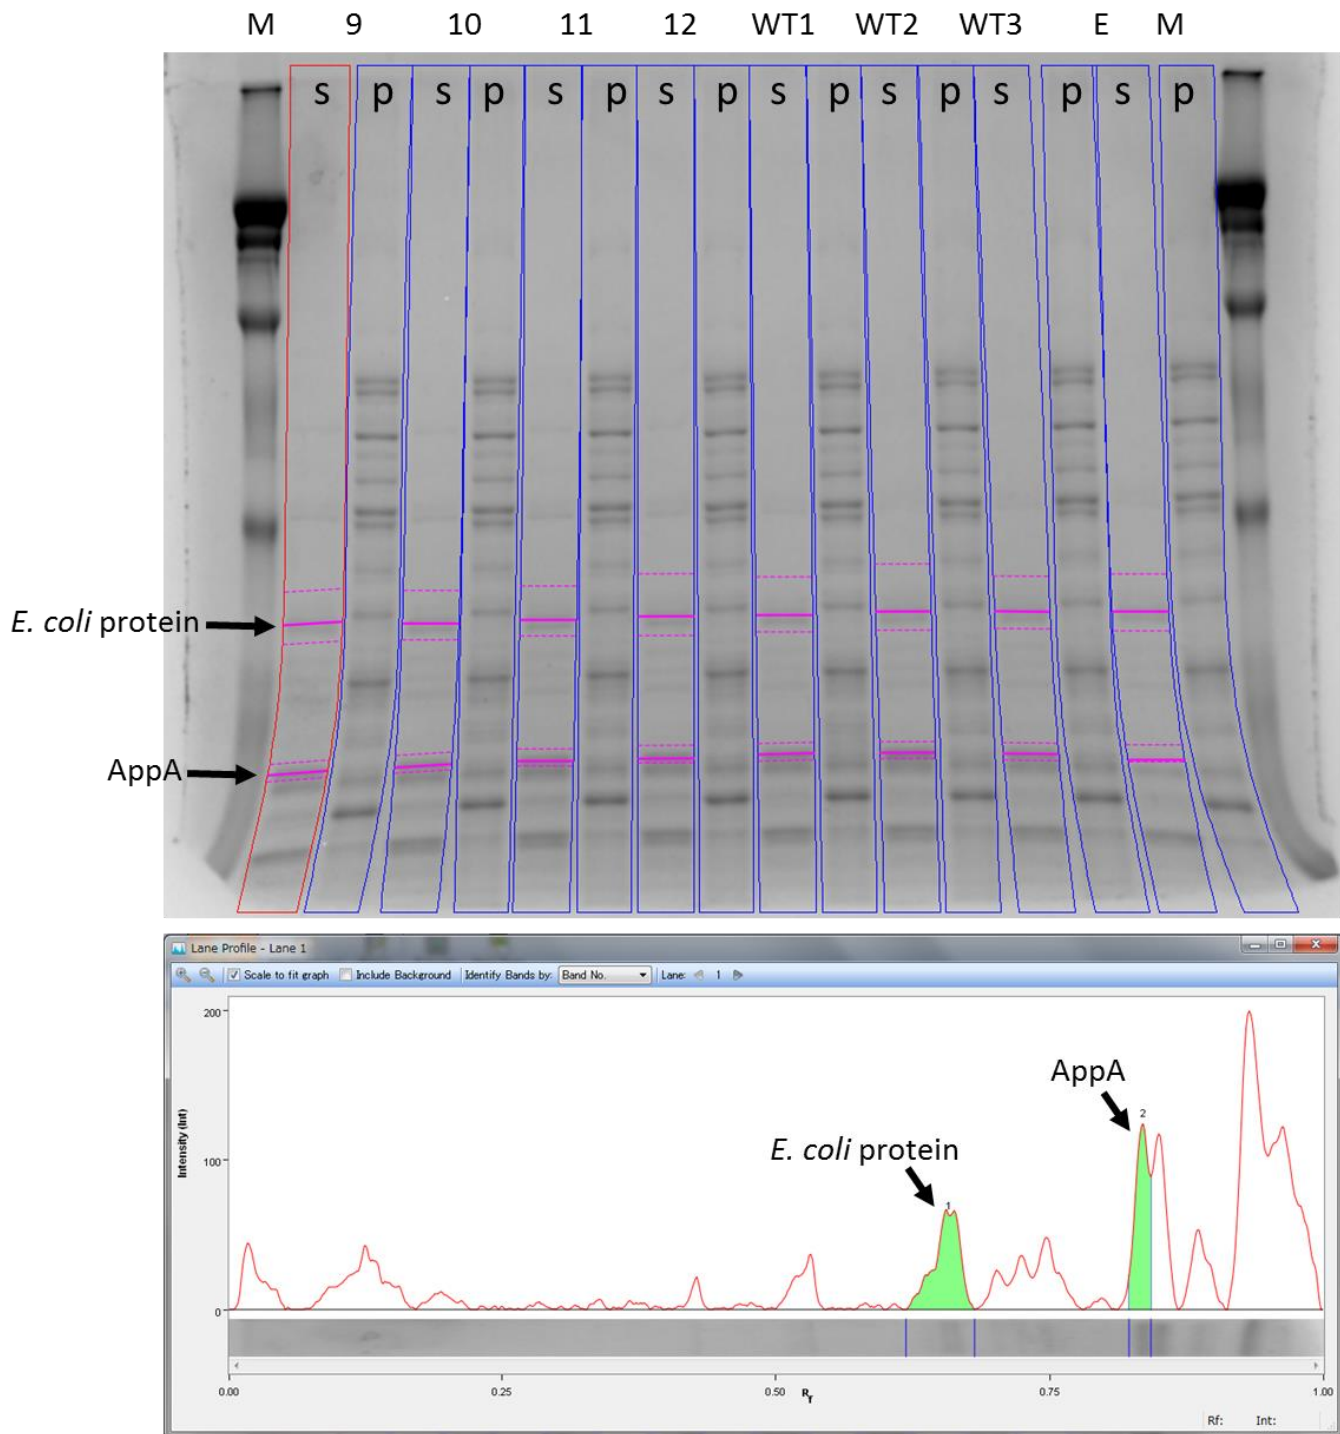 M 9 10 11 12 WT1 WT2 WT3 E M
s p s p s p s p s p s p s p s p
E. coli protein
AppA
Lane Profile - Lane 1
Scale to fit graph Include Background Identify Bands by: Band No. Lane: 1
200
AppA
2
100
E. coli protein
1
Intensity (Int)
0
0.00 0.25 0.50 Rf 0.75 1.00
Rf: Int: